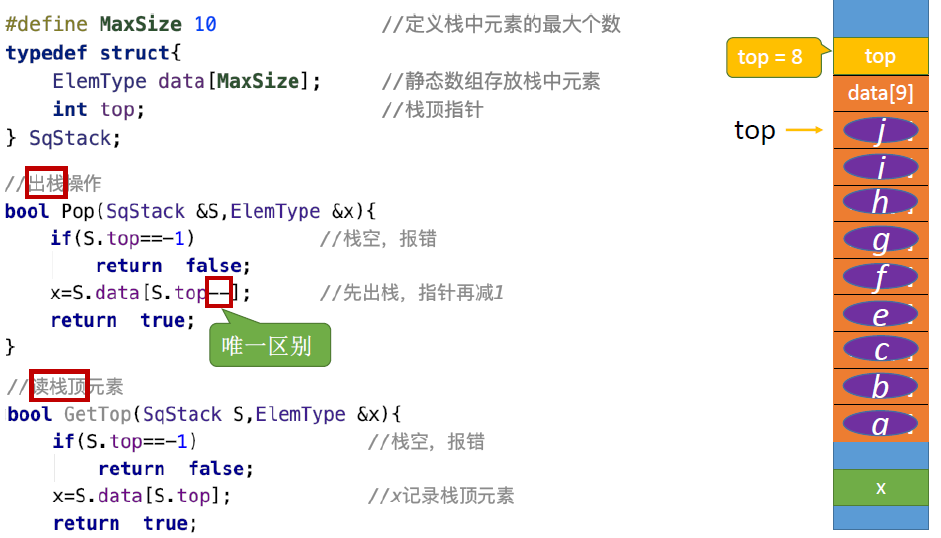 #define MaxSize 10 //定义栈中元素的最大个数
typedef struct{
ElemType data[MaxSize]; //静态数组存放栈中元素
int top; //栈顶指针
} SqStack;
//出栈操作
bool Pop(SqStack &S,ElemType &x){
if(S.top==-1) //栈空，报错
return false;
x=S.data[S.top--]; //先出栈，指针再减1
return true;
}
唯一区别
//读栈顶元素
bool GetTop(SqStack S,ElemType &x){
if(S.top==-1) //栈空，报错
return false;
x=S.data[S.top]; //x记录栈顶元素
return true;
top = 8
top
data[9]
top
j
i
h
g
f
e
c
b
a
x